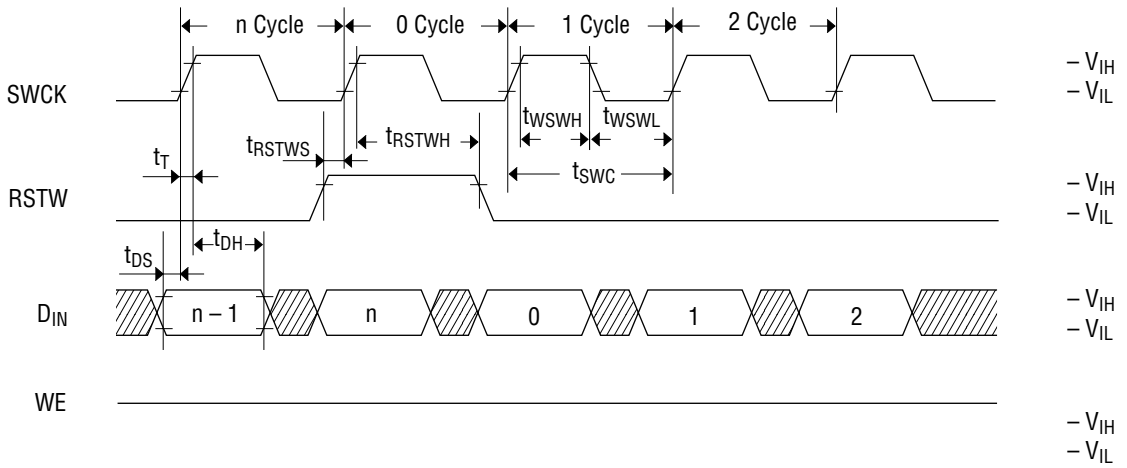 n Cycle 0 Cycle 1 Cycle 2 Cycle
SWCK – VIH
– VIL
tWSWH tWSWL
tRSTWS tRSTWH
tT tSWC
RSTW – VIH
– VIL
tDS tDH
DIN n – 1 n 0 1 2 – VIH
– VIL
WE
– VIH
– VIL